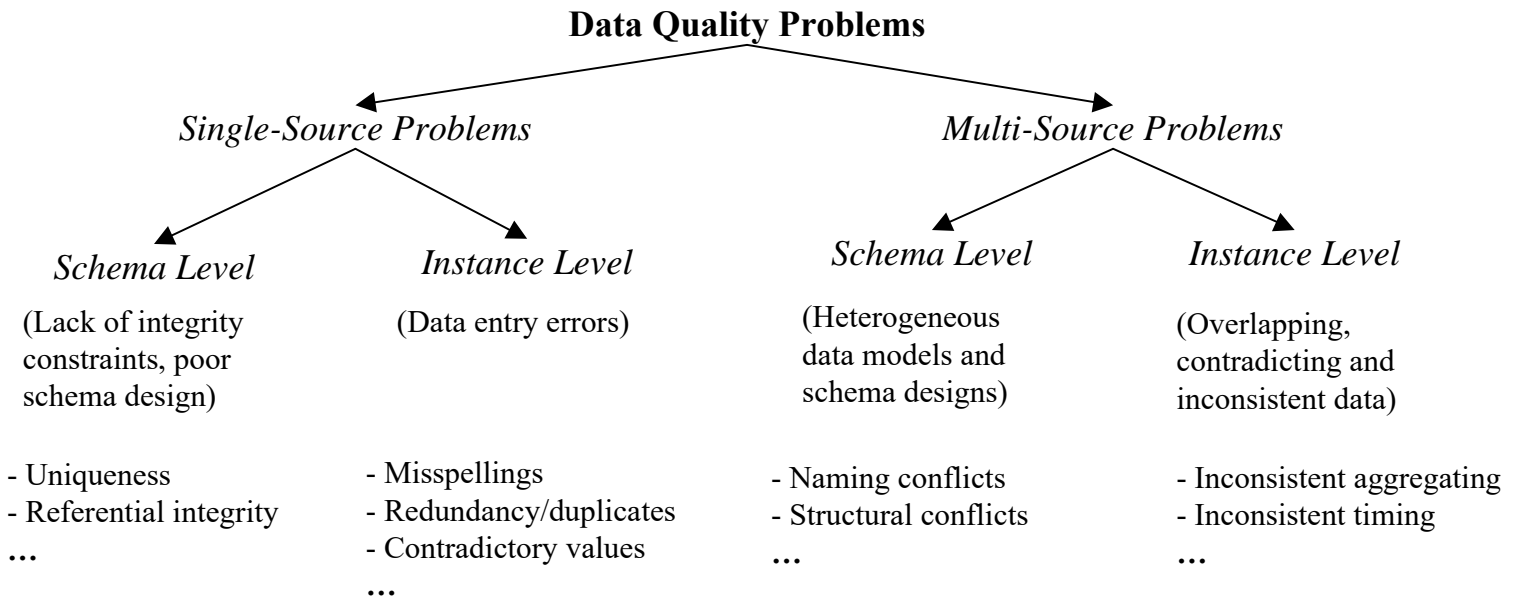 Data Quality Problems
Single-Source Problems
Multi-Source Problems
Schema Level
Instance Level
Schema Level
Instance Level
(Lack of integrity
constraints, poor
schema design)
(Data entry errors)
(Heterogeneous
data models and
schema designs)
(Overlapping,
contradicting and
inconsistent data)
- Uniqueness
- Referential integrity
...
- Misspellings
- Redundancy/duplicates
- Contradictory values
...
- Naming conflicts
- Structural conflicts
...
- Inconsistent aggregating
- Inconsistent timing
...